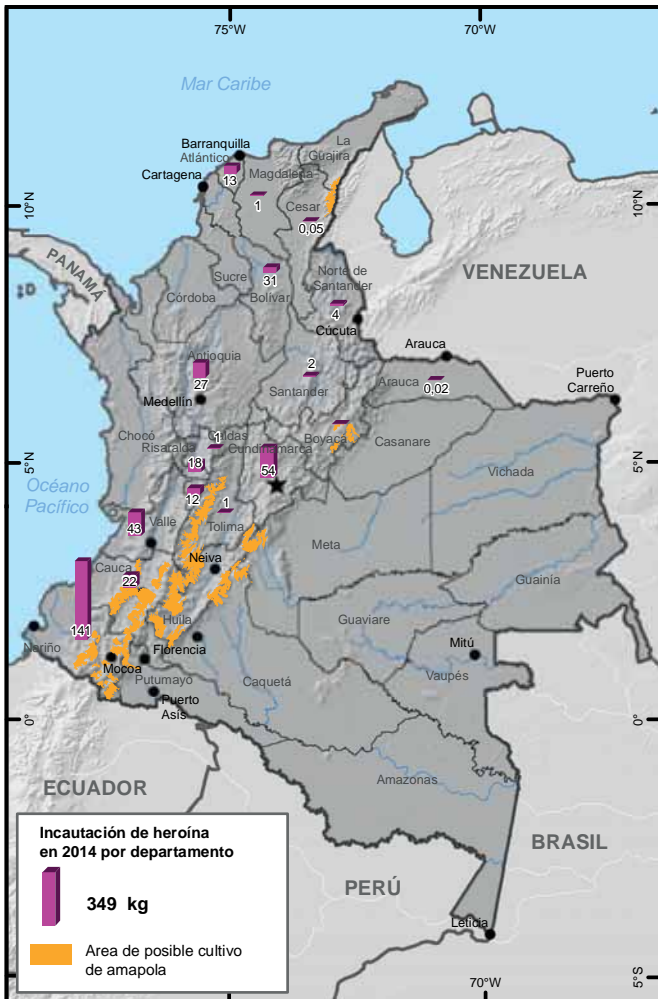 75°W
70°W
Mar Caribe
La
Guajira
Barranquilla
Atlántico
Magdalena
Cartagena
13
10°N
10°N
1
Cesar
0,05
PANAMÁ
Sucre
31
Bolivar
Norte de
Santander
VENEZUELA
Córdoba
4
Cúcuta
Arauca
Antioquia
27
2
Santander
Arauca
0,02
Puerto
Carreño
Medellín
Chocó
1
Caldas
Risaralda
Cundinamarca
Boyacá
Casanare
5°N
5°N
18
54
Vichada
Océano
Pacífico
12
1
43
Valle
Tolima
Meta
Cauca
22
Neiva
Guainía
141
Huila
Guaviare
Nariño
Florencia
Mitú
Mocoa
Putumayo
Caquetá
Vaupés
Puerto
Asís
0°
0°
ECUADOR
Amazonas
Incautación de heroína
en 2014 por departamento
349 kg
BRASIL
PERÚ
Area de posible cultivo
de amapola
Leticia
70°W
5°S